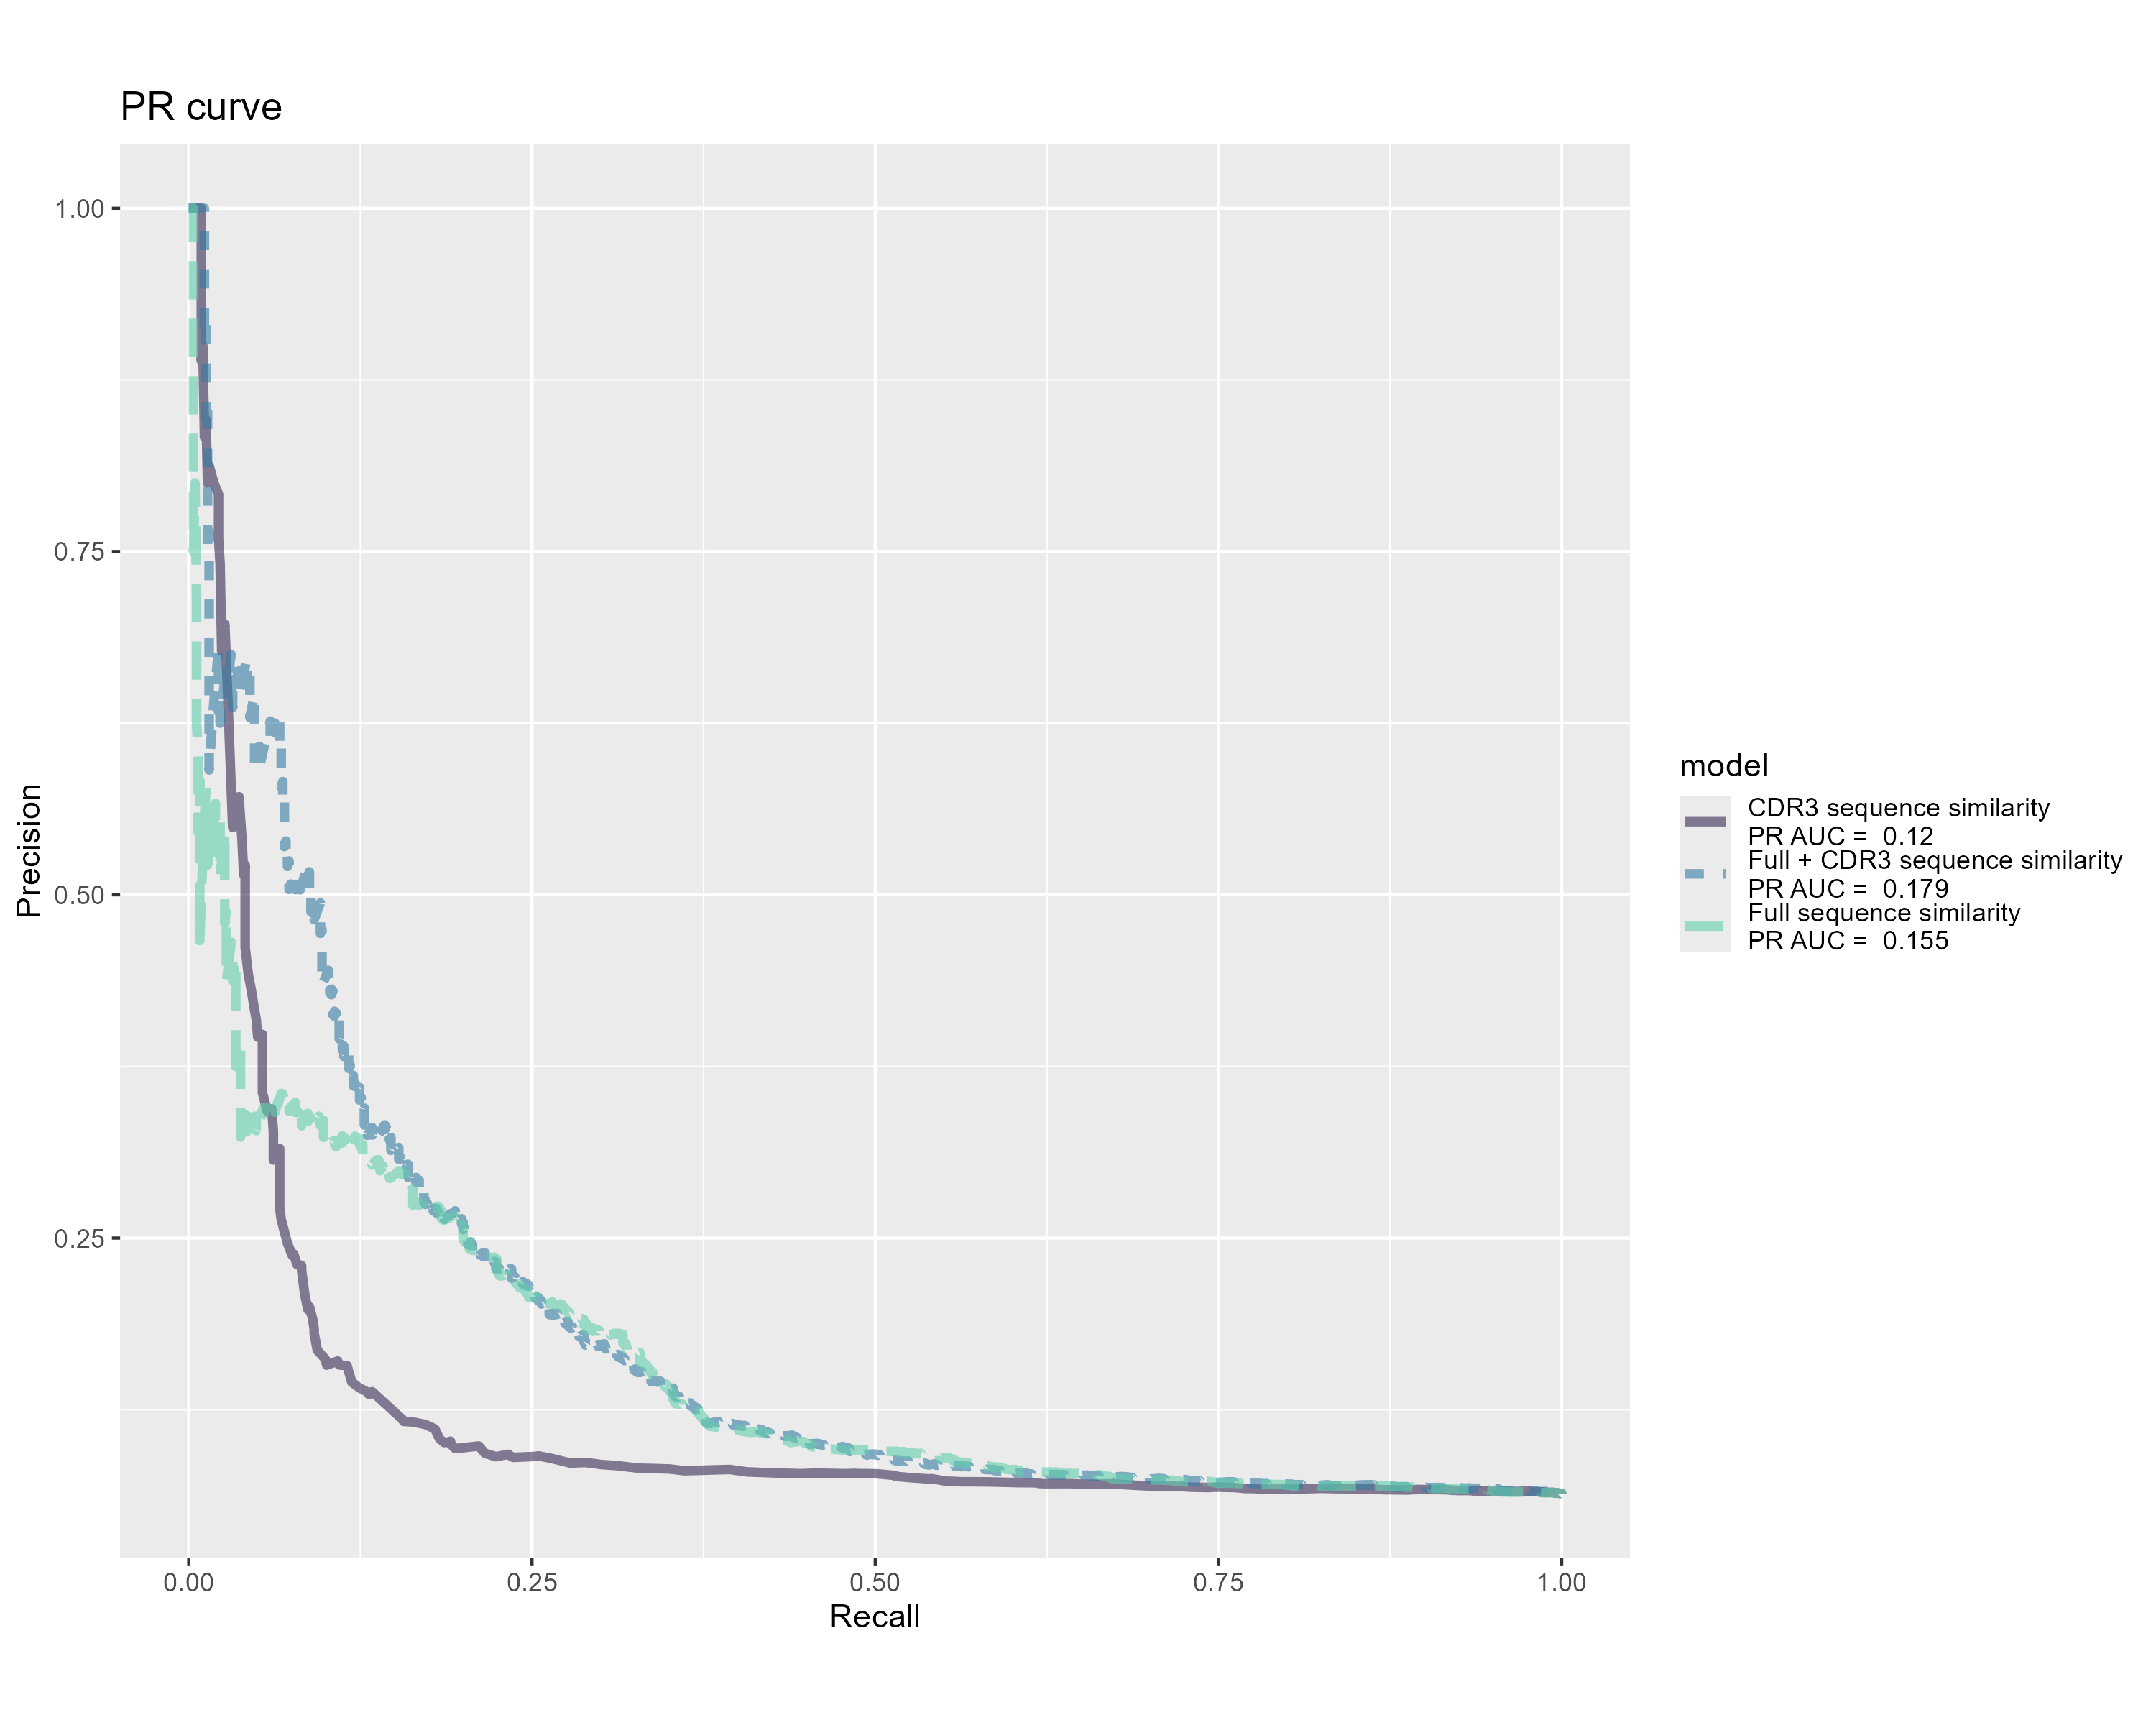 PR curve
1.00
0.75
0.50
0.25
Precision
0.00
0.25
0.50
0.75
1.00
Recall
model
CDR3 sequence similarity
PR AUC =  0.12
Full + CDR3 sequence similarity
PR AUC =  0.179
Full sequence similarity
PR AUC =  0.155